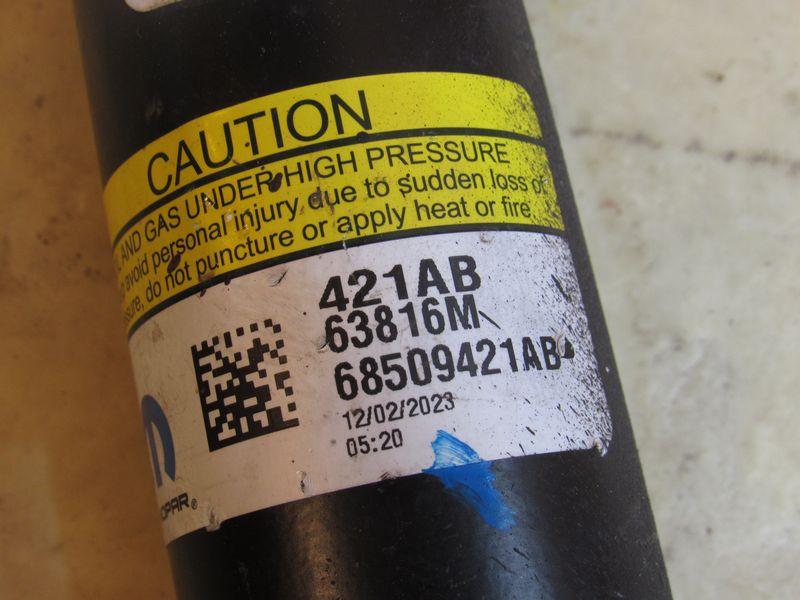 CAUTION
AND GAS UNDER HIGH PRESSURE
avoid personal injury due to sudden loss of
do not puncture or apply heat or fire
421AB
63816M
68509421AB
12/02/2023
05:20